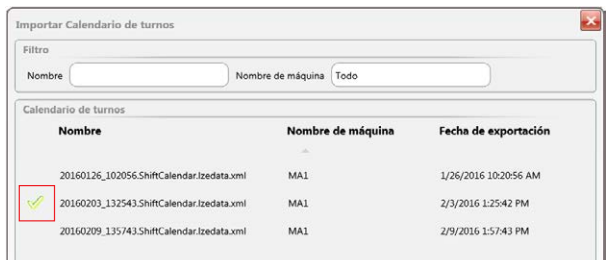 Importar Calendario de turnos
Filtro
Nombre Nombre de máquina Todo
Calendario de turnos
Nombre Nombre de máquina Fecha de exportación
20160126_102056.ShiftCalendar.lzedata.xml MA1 1/26/2016 10:20:56 AM
20160203_132543.ShiftCalendar.lzedata.xml MA1 2/3/2016 1:25:42 PM
20160209_135743.ShiftCalendar.lzedata.xml MA1 2/9/2016 1:57:43 PM